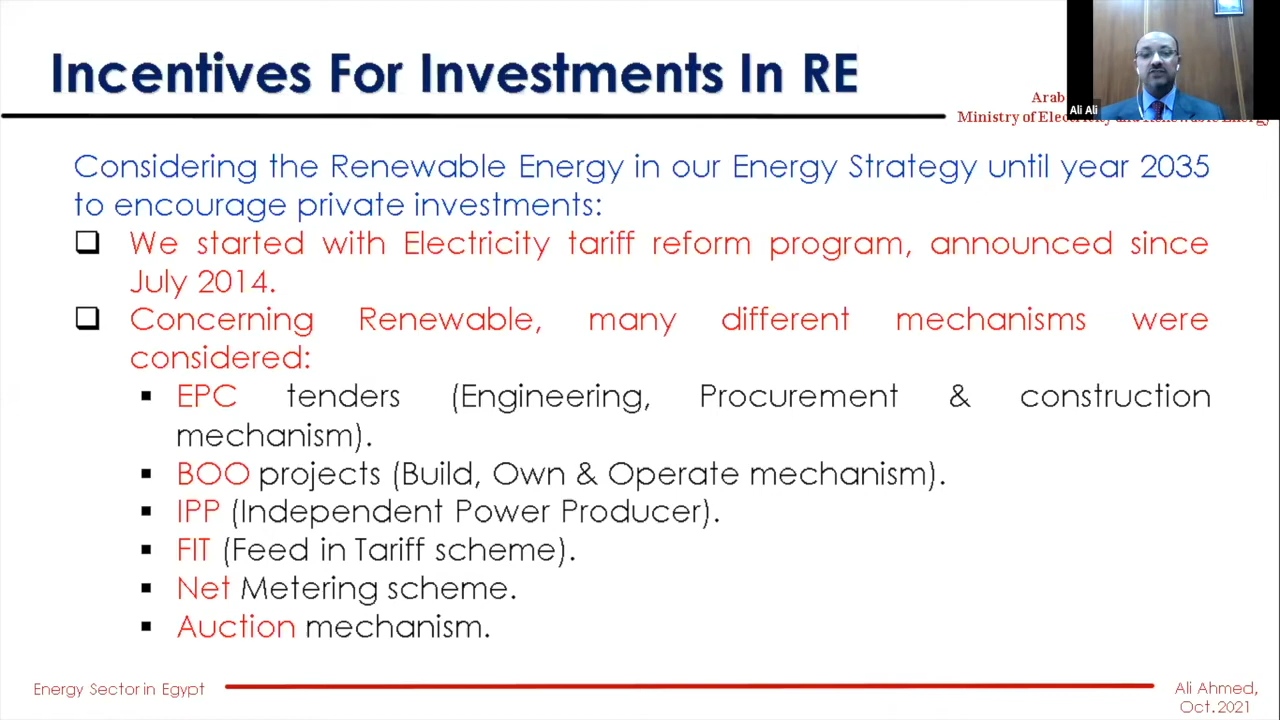 Incentives For Investments In RE
Ali Ali
Arab
Ministry of Electricity and Renewable Energy
Considering the Renewable Energy in our Energy Strategy until year 2035
to encourage private investments:
We started with Electricity tariff reform program, announced since
July 2014.
Concerning Renewable, many different mechanisms were
considered:
EPC tenders (Engineering, Procurement & construction
mechanism).
BOO projects (Build, Own & Operate mechanism).
IPP (Independent Power Producer).
FIT (Feed in Tariff scheme).
Net Metering scheme.
Auction mechanism.
Energy Sector in Egypt
Ali Ahmed,
Oct.2021